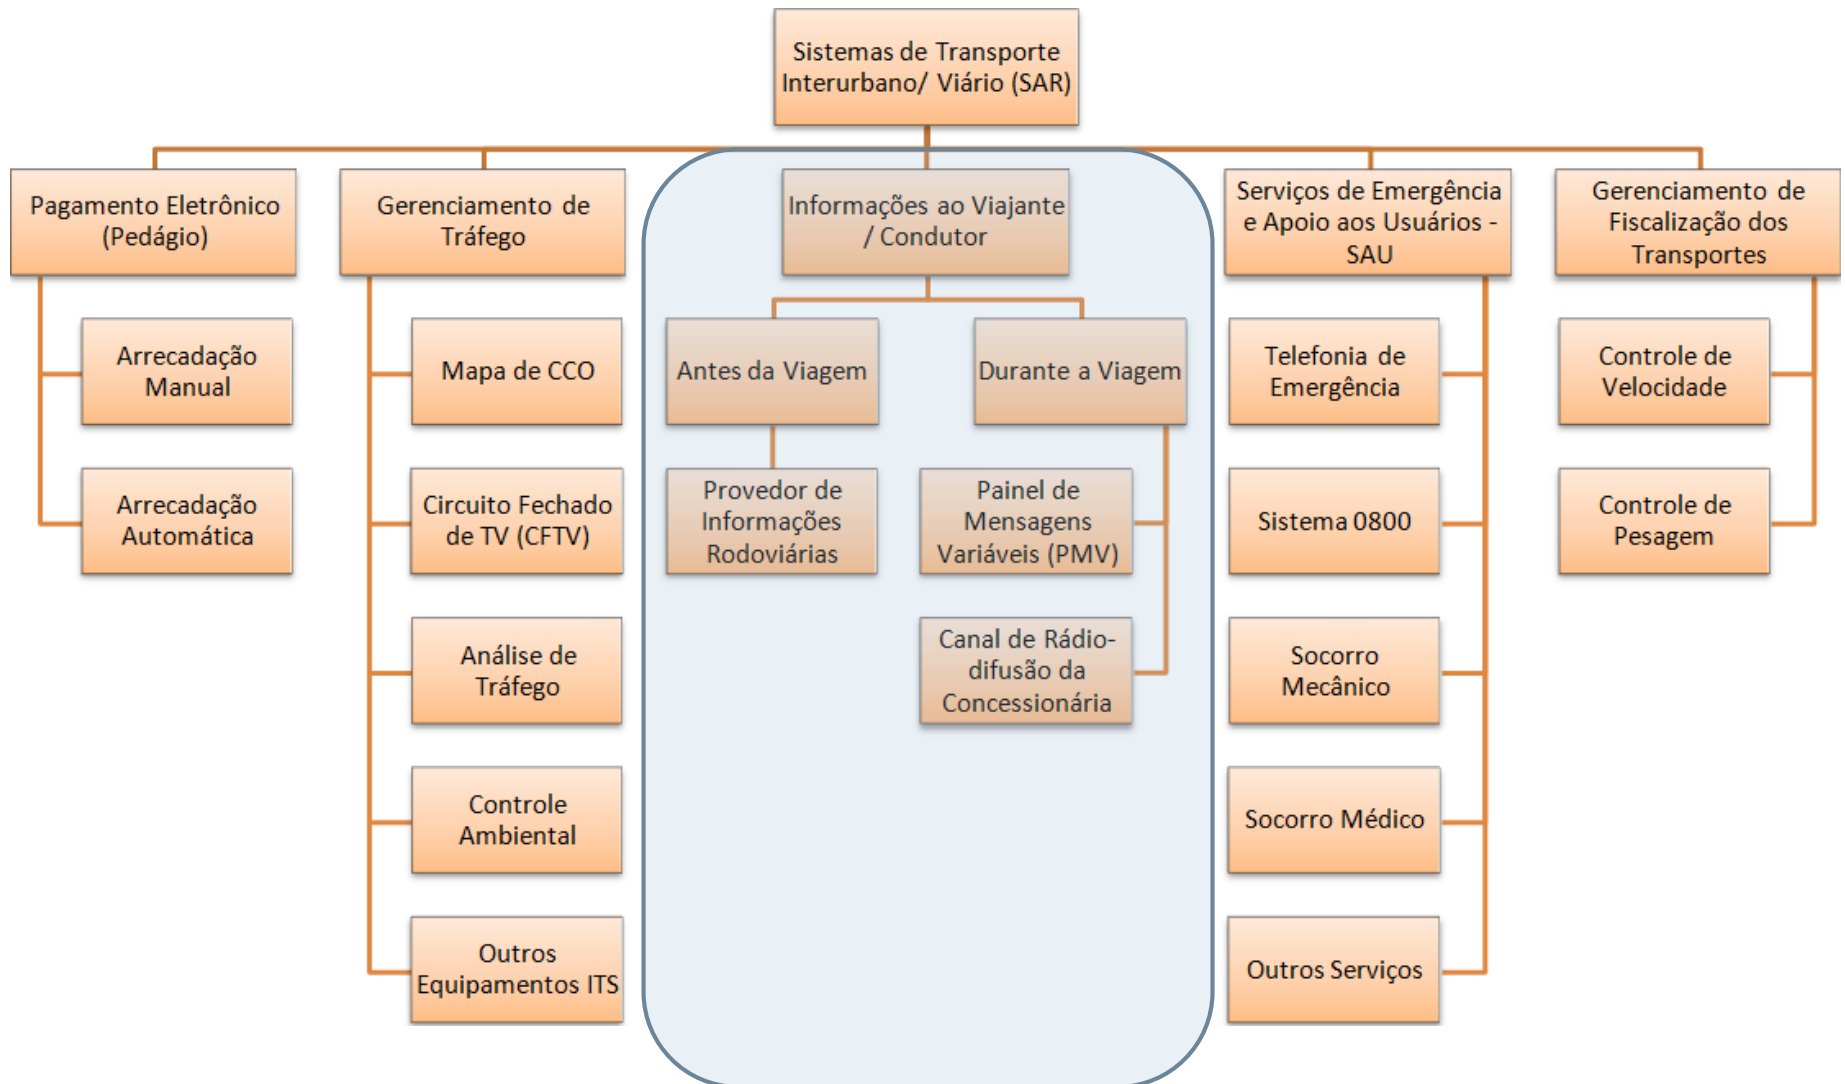 Sistemas de Transporte
Interurbano/ Viário (SAR)
Pagamento Eletrônico
(Pedágio)
Arrecadação
Manual
Arrecadação
Automática
Gerenciamento de
Tráfego
Mapa de CCO
Circuito Fechado
de TV (CFTV)
Análise de
Tráfego
Controle
Ambiental
Outros
Equipamentos ITS
Informações ao Viajante
/ Condutor
Antes da Viagem
Provedor de
Informações
Rodoviárias
Durante a Viagem
Painel de
Mensagens
Variáveis (PMV)
Canal de Rádio-
difusão da
Concessionária
Serviços de Emergência
e Apoio aos Usuários -
SAU
Telefonia de
Emergência
Sistema 0800
Socorro
Mecânico
Socorro Médico
Outros Serviços
Gerenciamento de
Fiscalização dos
Transportes
Controle de
Velocidade
Controle de
Pesagem